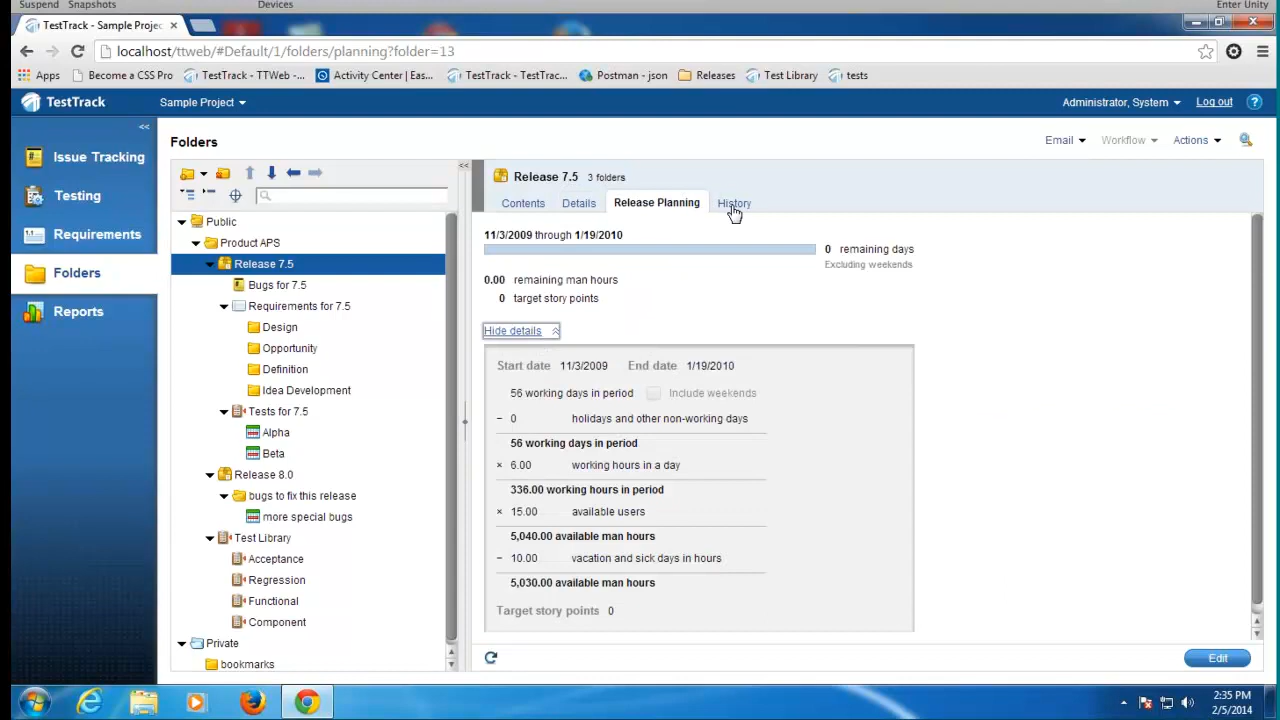 Suspend Snapshots Devices Enter Unity
TestTrack - Sample Projec ×
localhost/ttweb/#Default/1/folders/planning?folder=13
Apps Become a CSS Pro TestTrack - TTWeb -... Activity Center | Eas... TestTrack - TestTrac... Postman - json Releases Test Library tests
TestTrack Sample Project Administrator, System Log out ?
<<
Issue Tracking
Testing
Requirements
Folders
Reports
Folders
Email Workflow Actions
<<
Public
Product APS
Release 7.5
Bugs for 7.5
Requirements for 7.5
Design
Opportunity
Definition
Idea Development
Tests for 7.5
Alpha
Beta
Release 8.0
bugs to fix this release
more special bugs
Test Library
Acceptance
Regression
Functional
Component
Private
bookmarks
Release 7.5 3 folders
Contents Details Release Planning History
11/3/2009 through 1/19/2010
0 remaining days
Excluding weekends
0.00 remaining man hours
0 target story points
Hide details
Start date 11/3/2009 End date 1/19/2010
56 working days in period Include weekends
− 0 holidays and other non-working days
56 working days in period
× 6.00 working hours in a day
336.00 working hours in period
× 15.00 available users
5,040.00 available man hours
− 10.00 vacation and sick days in hours
5,030.00 available man hours
Target story points 0
Edit
2:35 PM
2/5/2014